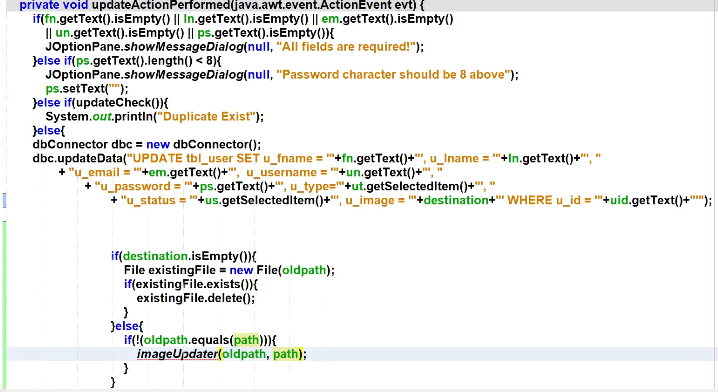 private void updateActionPerformed(java.awt.event.ActionEvent evt) {
if(fn.getText().isEmpty() || ln.getText().isEmpty() || em.getText().isEmpty()
|| un.getText().isEmpty() || ps.getText().isEmpty()){
JOptionPane.showMessageDialog(null, "All fields are required!");
}else if(ps.getText().length() < 8){
JOptionPane.showMessageDialog(null, "Password character should be 8 above");
ps.setText("");
}else if(updateCheck()){
System.out.println("Duplicate Exist");
}else{
dbConnector dbc = new dbConnector();
dbc.updateData("UPDATE tbl_user SET u_fname = '"+fn.getText()+"', u_lname = '"+ln.getText()+"', "
+ "u_email = '"+em.getText()+"', u_username = '"+un.getText()+"', "
+ "u_password = '"+ps.getText()+"', u_type='"+ut.getSelectedItem()+"', "
+ "u_status = '"+us.getSelectedItem()+"', u_image = '"+destination+"' WHERE u_id = '"+uid.getText()+"'");
if(destination.isEmpty()){
File existingFile = new File(oldpath);
if(existingFile.exists()){
existingFile.delete();
}
}else{
if(!(oldpath.equals(path))){
imageUpdater(oldpath, path);
}
}